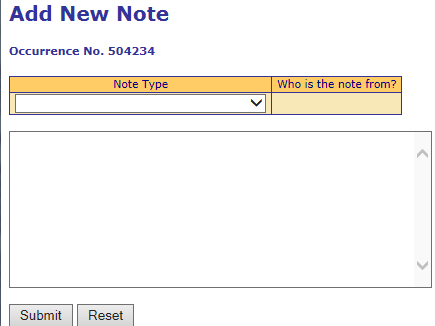 Add New Note
Occurrence No. 504234
Note Type Who is the note from?
Submit Reset